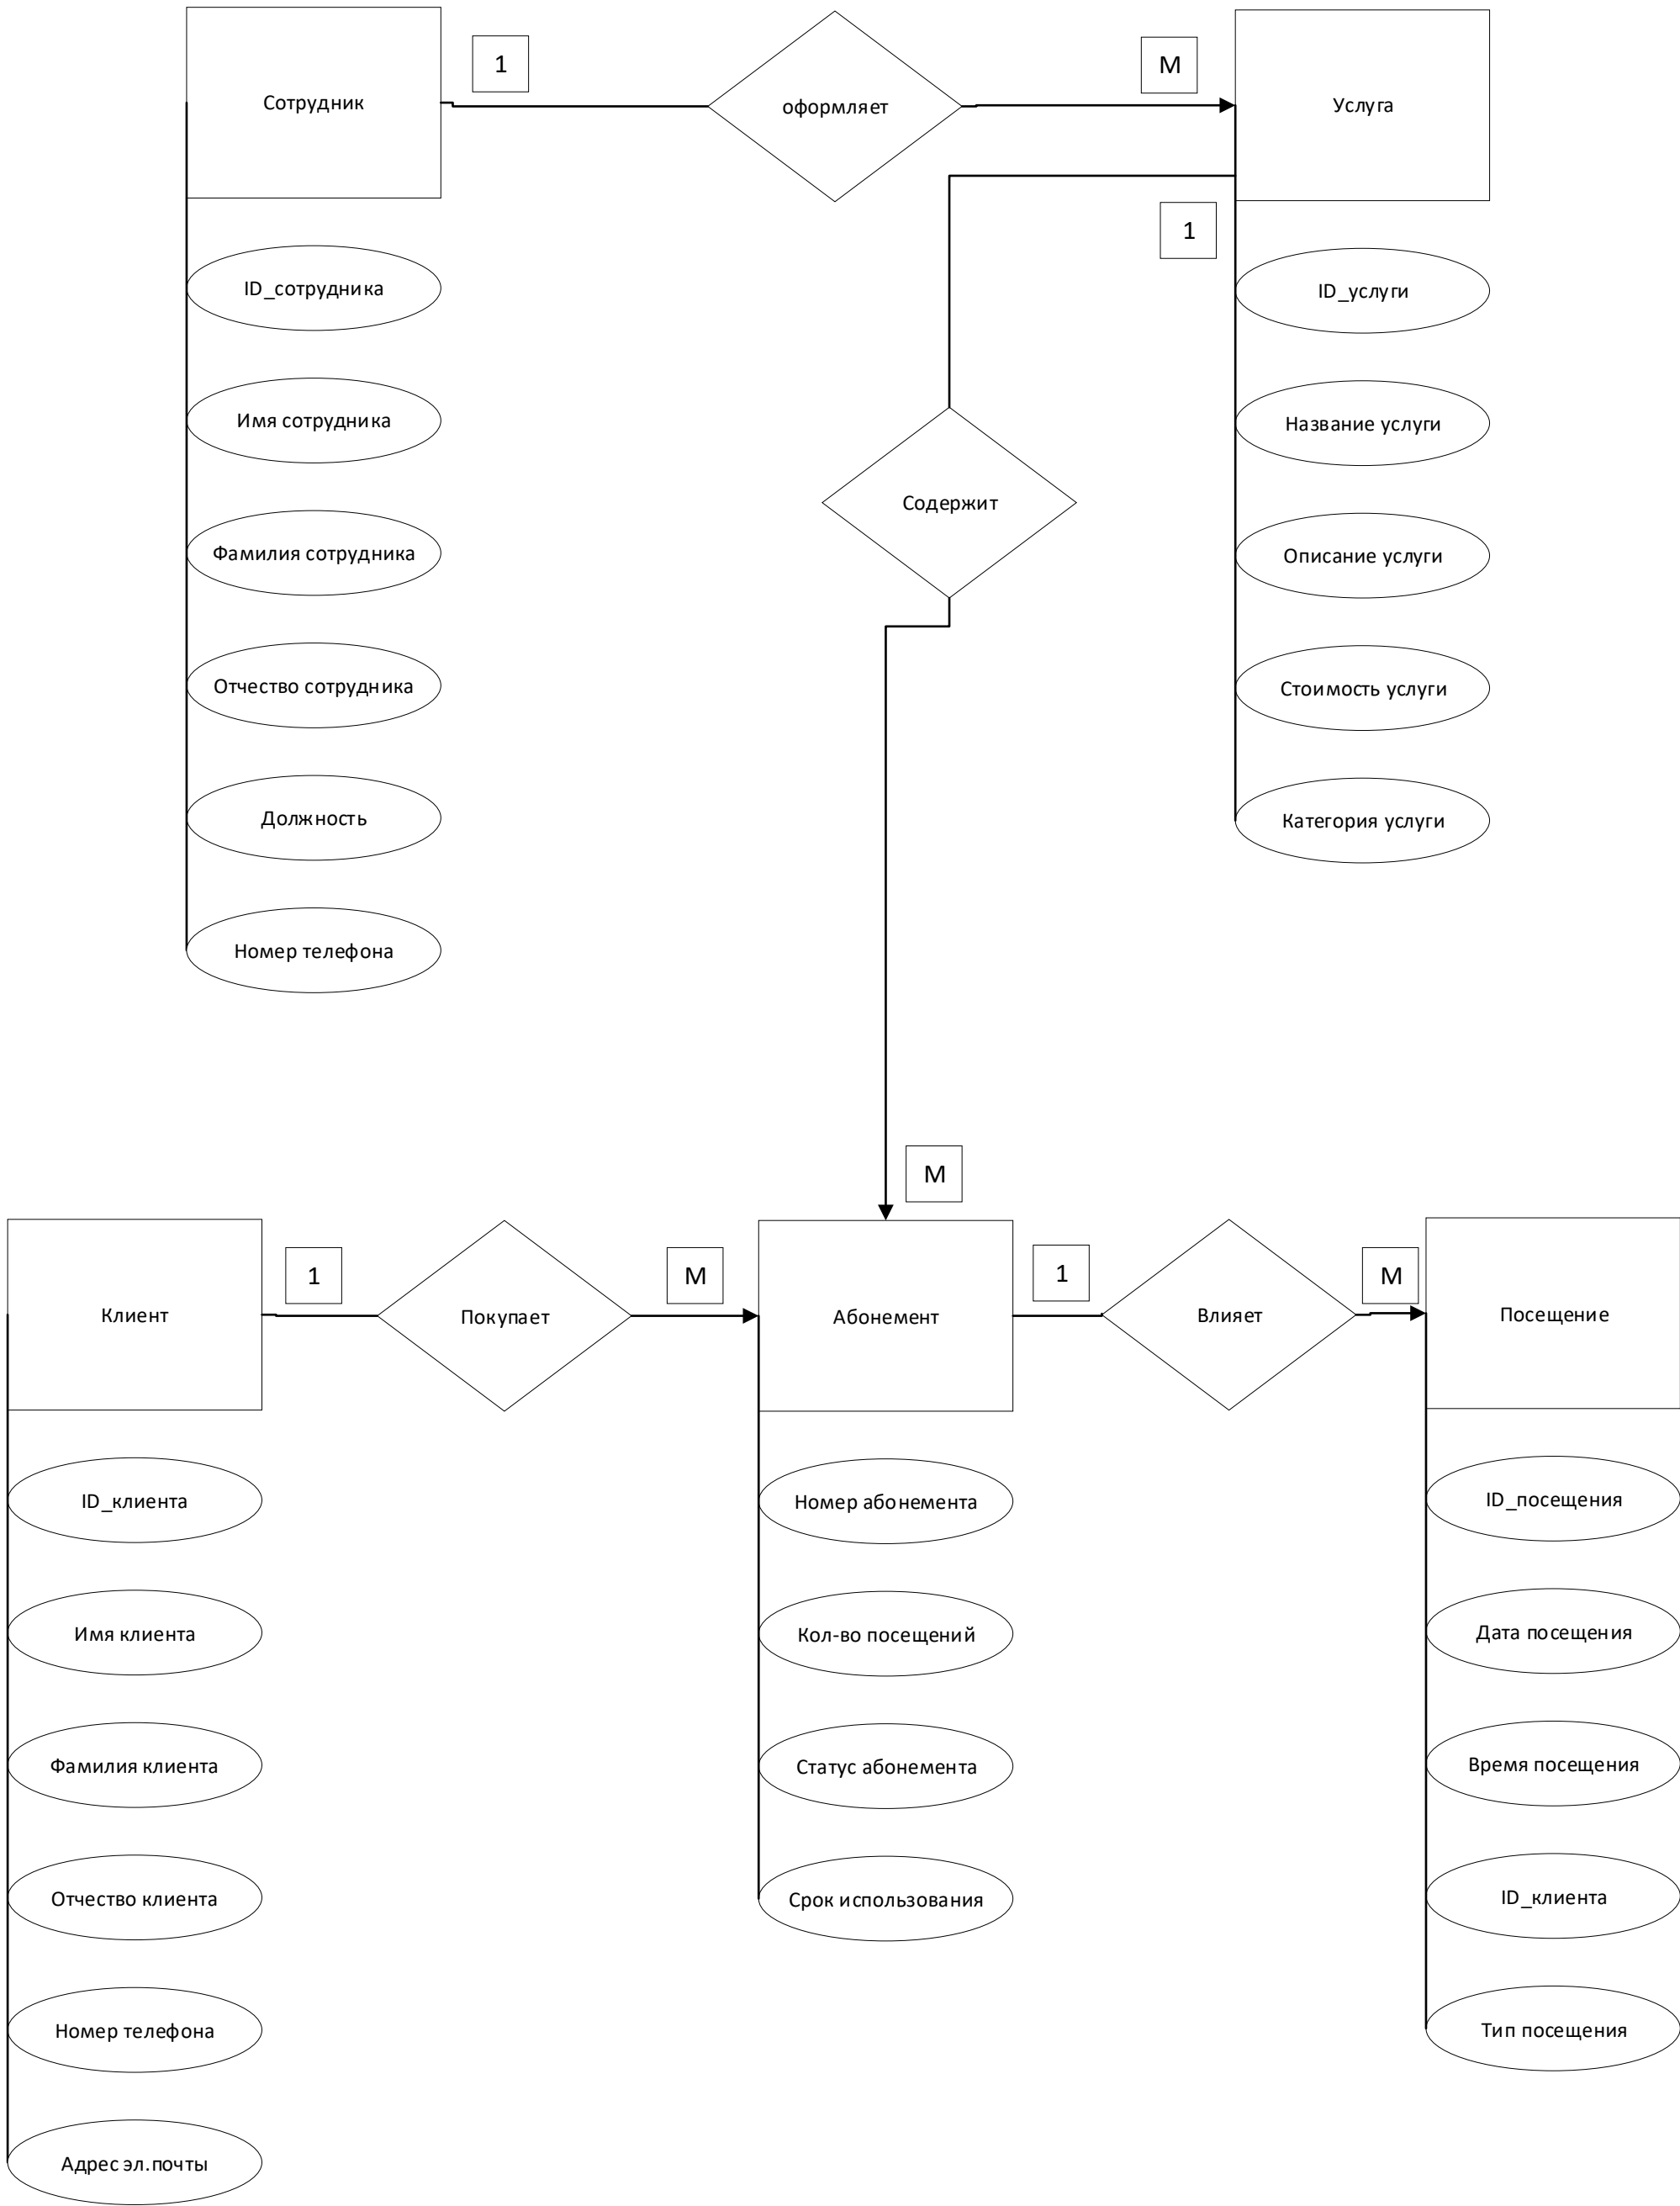 Сотрудник
1
оформляет
М
Услуга
1
ID_сотрудника
Имя сотрудника
Фамилия сотрудника
Отчество сотрудника
Должность
Номер телефона
ID_услуги
Название услуги
Описание услуги
Стоимость услуги
Категория услуги
Содержит
М
Клиент
1
Покупает
М
Абонемент
1
Влияет
М
Посещение
ID_клиента
Имя клиента
Фамилия клиента
Отчество клиента
Номер телефона
Адрес эл.почты
Номер абонемента
Кол-во посещений
Статус абонемента
Срок использования
ID_посещения
Дата посещения
Время посещения
ID_клиента
Тип посещения